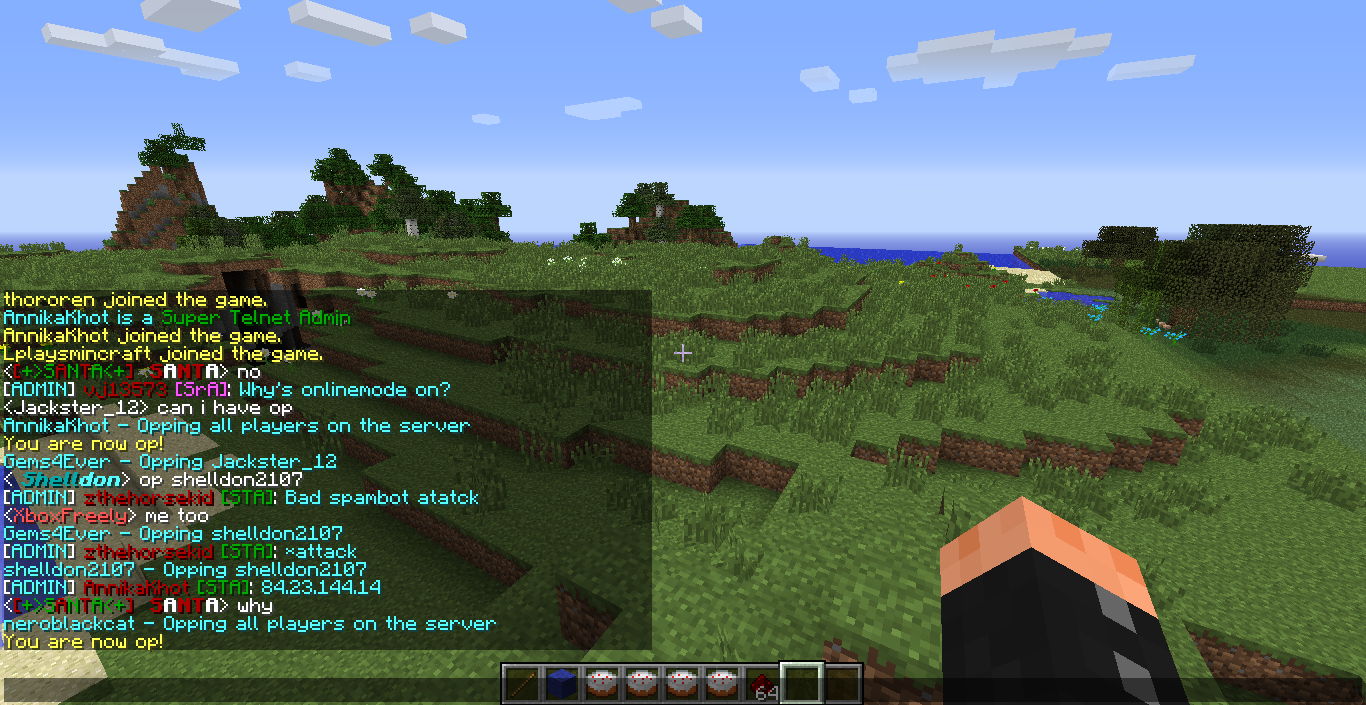 thororen joined the game.
AnnikaKhot is a Super Telnet Admin
AnnikaKhot joined the game.
Lplaysmincraft joined the game.
<[+>SANTA<+] SANTA> no
[ADMIN] vj13573 [SrA]: Why's onlinemode on?
<Jackster_12> can i have op
AnnikaKhot - Opping all players on the server
You are now op!
Gems4Ever - Opping Jackster_12
< Shelldon> op shelldon2107
[ADMIN] zthehorsekid [STA]: Bad spambot atatck
<XboxFreely> me too
Gems4Ever - Opping shelldon2107
[ADMIN] zthehorsekid [STA]: *attack
shelldon2107 - Opping shelldon2107
[ADMIN] AnnikaKhot [STA]: 84.23.144.14
<[+>SANTA<+] SANTA> why
neroblackcat - Opping all players on the server
You are now op!
64